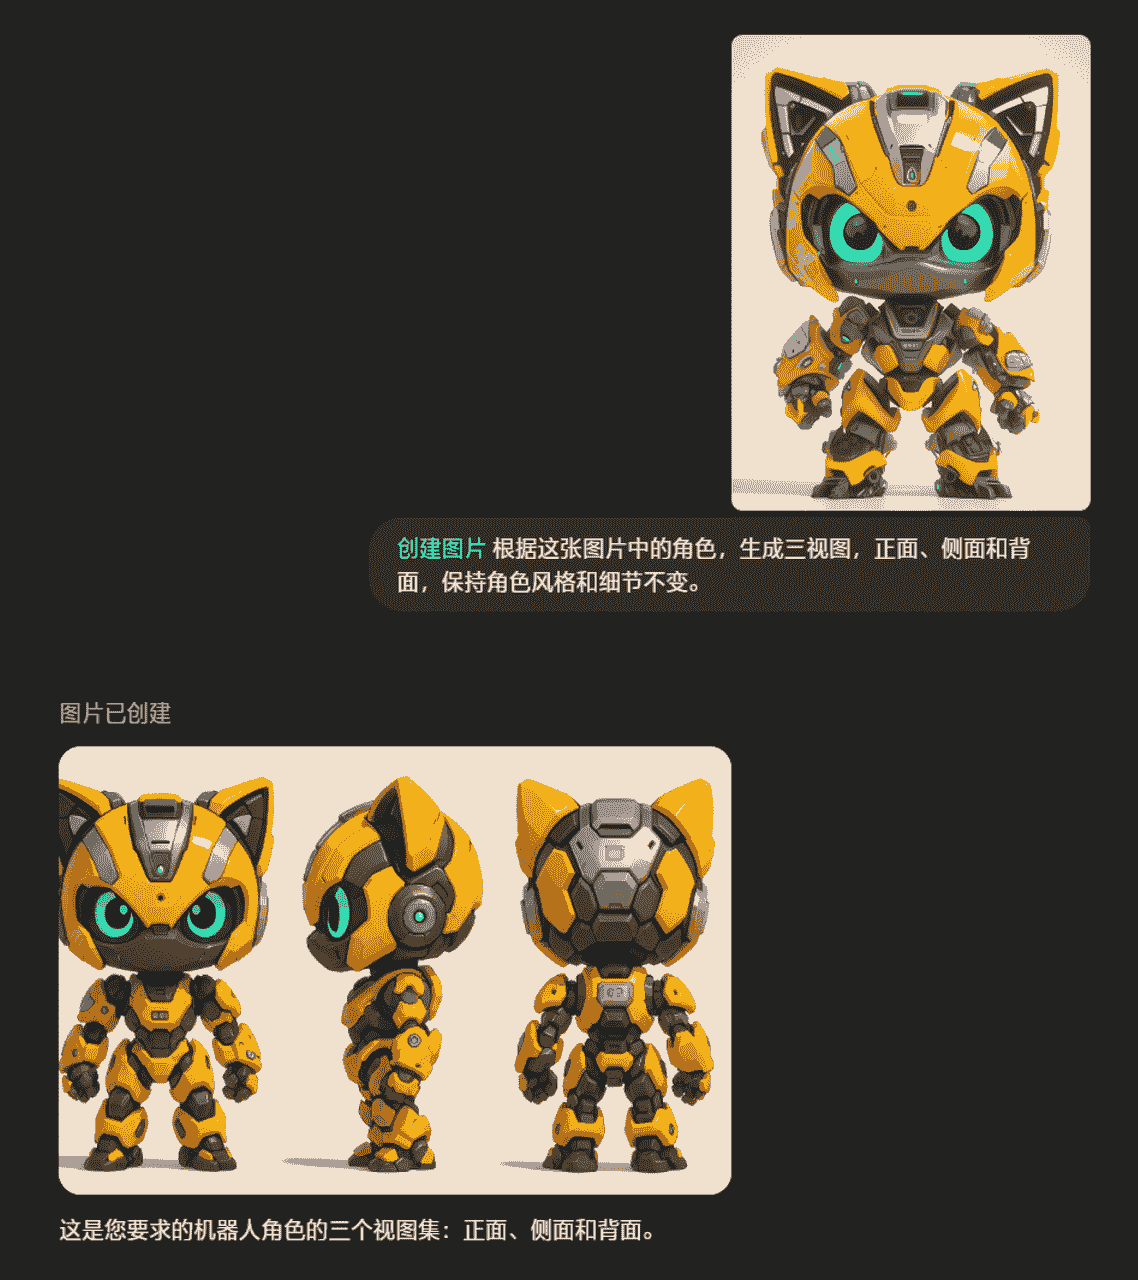 创建图片 根据这张图片中的角色，生成三视图，正面、侧面和背
面，保持角色风格和细节不变。
图片已创建
这是您要求的机器人角色的三个视图集：正面、侧面和背面。